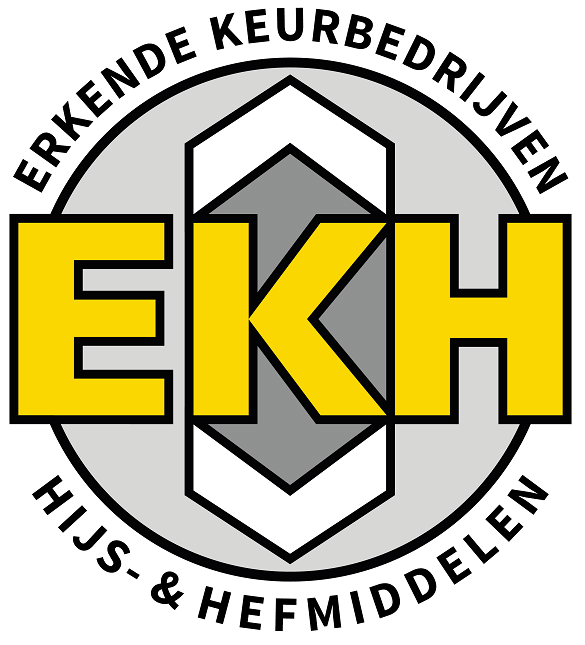 ERKENDE KEURBEDRIJVEN
EKH
HIJS- & HEFMIDDELEN